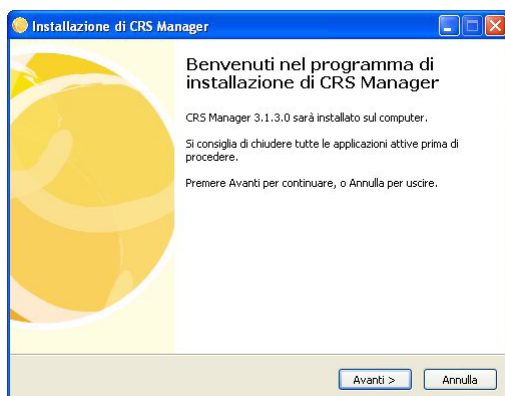 Installazione di CRS Manager
Benvenuti nel programma di
installazione di CRS Manager
CRS Manager 3.1.3.0 sarà installato sul computer.
Si consiglia di chiudere tutte le applicazioni attive prima di
procedere.
Premere Avanti per continuare, o Annulla per uscire.
Avanti >
Annulla